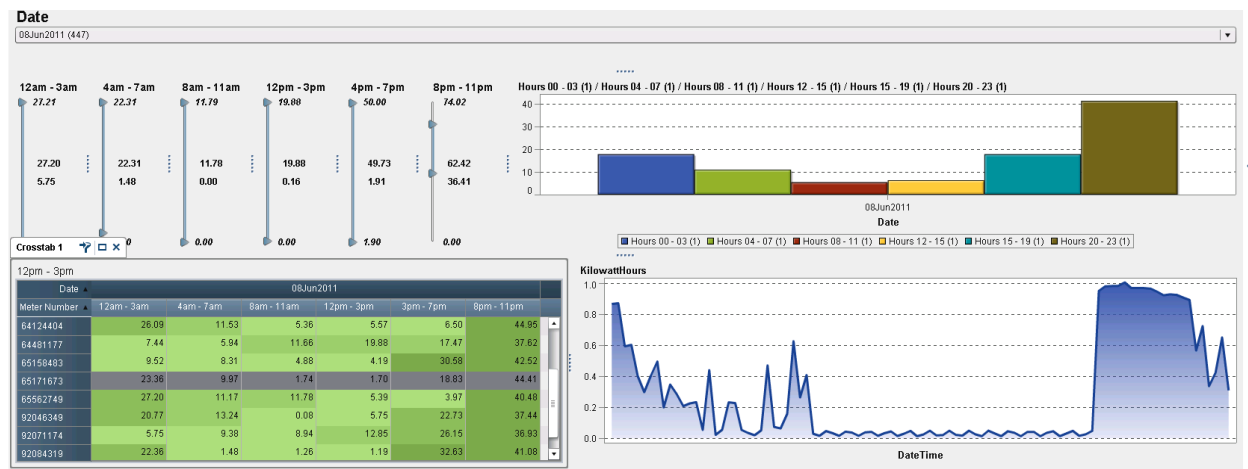 Date
08Jun2011 (447)
12am - 3am 4am - 7am 8am - 11am 12pm - 3pm 4pm - 7pm 8pm - 11pm
27.21 22.31 11.79 19.88 50.00 74.02
27.20 22.31 11.78 19.88 49.73 62.42
5.75 1.48 0.00 0.16 1.91 36.41
0.00 0.00 1.90 0.00
Hours 00 - 03 (1) / Hours 04 - 07 (1) / Hours 08 - 11 (1) / Hours 12 - 15 (1) / Hours 15 - 19 (1) / Hours 20 - 23 (1)
40
30
20
10
0
08Jun2011
Date
Hours 00 - 03 (1) Hours 04 - 07 (1) Hours 08 - 11 (1) Hours 12 - 15 (1) Hours 15 - 19 (1) Hours 20 - 23 (1)
Crosstab 1
12pm - 3pm
Date 08Jun2011
Meter Number 12am - 3am 4am - 7am 8am - 11am 12pm - 3pm 3pm - 7pm 8pm - 11pm
64124404 26.09 11.53 5.36 5.57 6.50 44.95
64481177 7.44 5.94 11.66 19.88 17.47 37.62
65158483 9.52 8.31 4.88 4.19 30.58 42.52
65171673 23.36 9.97 1.74 1.70 18.83 44.41
65562749 27.20 11.17 11.78 5.39 3.97 40.48
92046349 20.77 13.24 0.08 5.75 22.73 37.44
92071174 5.75 9.38 8.94 12.85 26.15 36.93
92084319 22.36 1.48 1.26 1.19 32.63 41.08
KilowattHours
1.0
0.8
0.6
0.4
0.2
0.0
DateTime